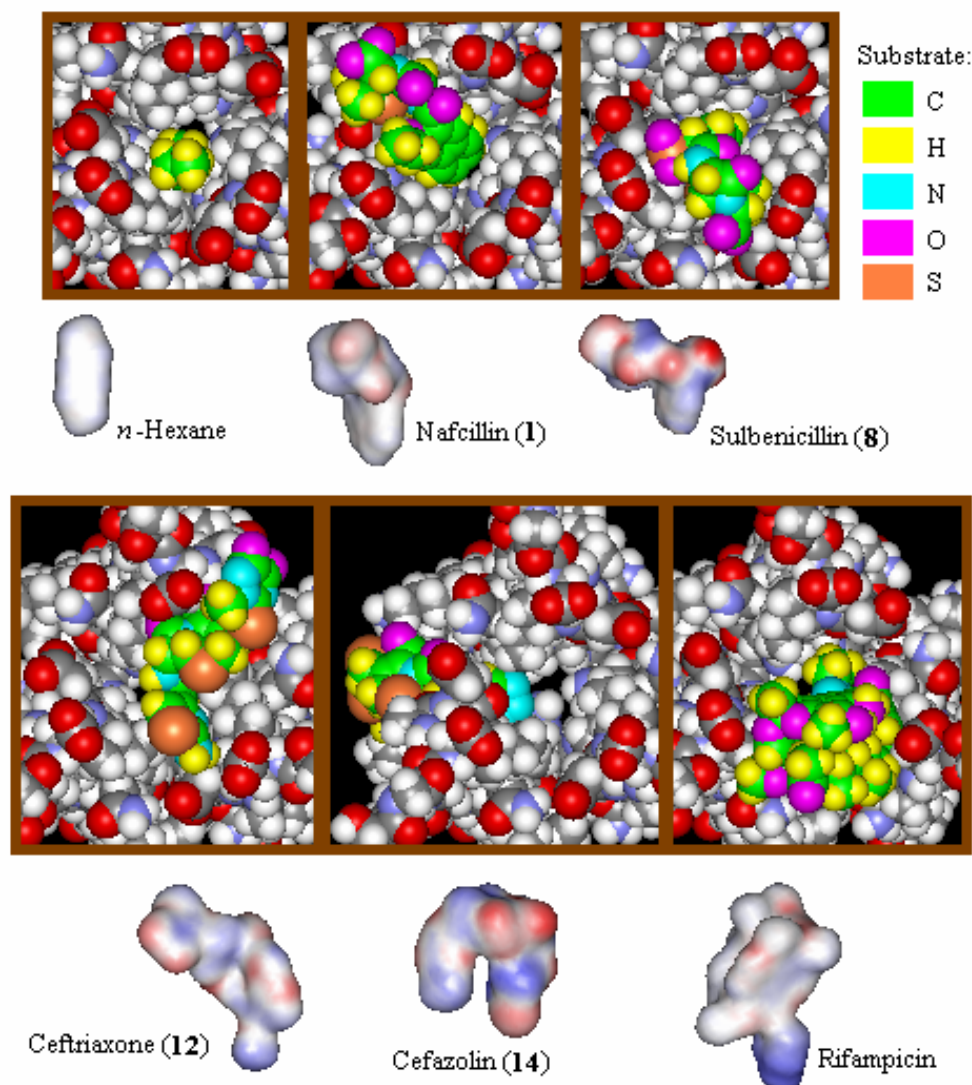 Substrate:
C
H
N
O
S
n-Hexane
Nafcillin (1)
Sulbenicillin (8)
Ceftriaxone (12)
Cefazolin (14)
Rifampicin